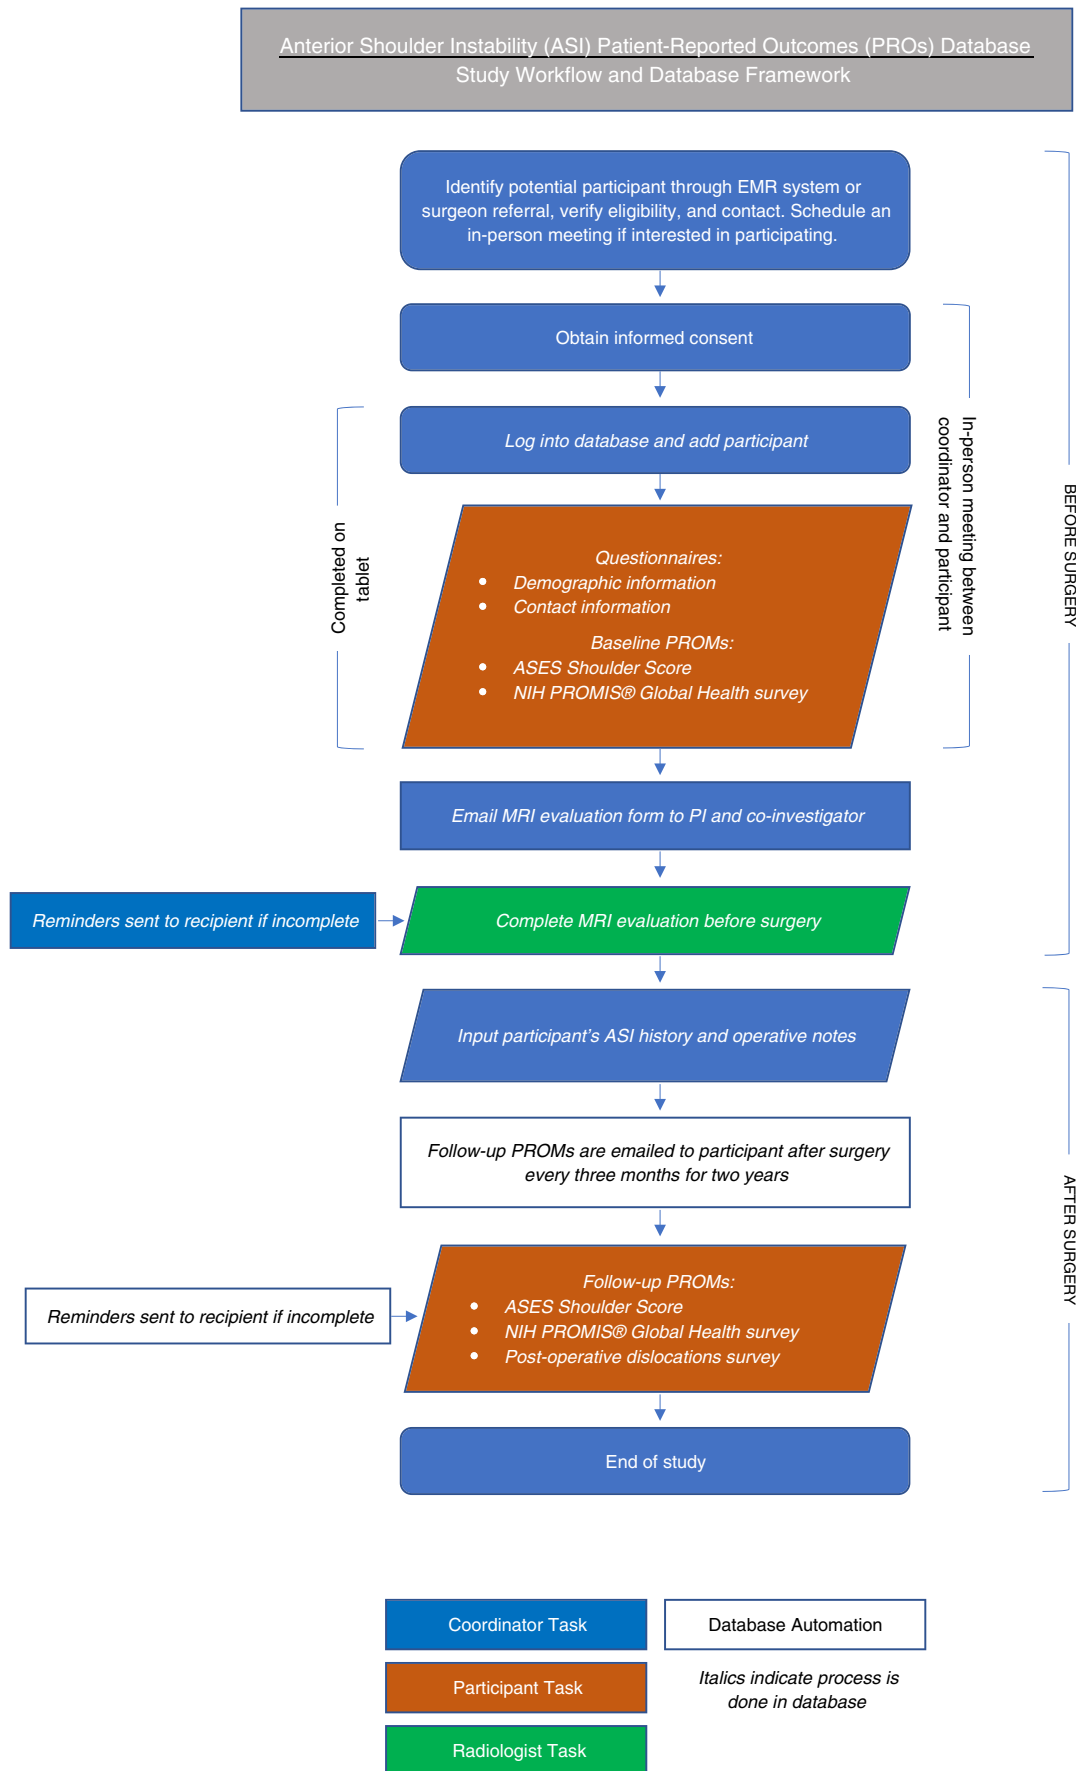 Anterior Shoulder Instability (ASI) Patient-Reported Outcomes (PROs) Database
Study Workflow and Database Framework
Identify potential participant through EMR system or
surgeon referral, verify eligibility, and contact. Schedule an
in-person meeting if interested in participating.
Obtain informed consent
Log into database and add participant
Completed on
tablet
In-person meeting between
coordinator and participant
BEFORE SURGERY
Questionnaires:
• Demographic information
• Contact information
Baseline PROMs:
• ASES Shoulder Score
• NIH PROMIS® Global Health survey
Email MRI evaluation form to PI and co-investigator
Reminders sent to recipient if incomplete
Complete MRI evaluation before surgery
Input participant's ASI history and operative notes
Follow-up PROMs are emailed to participant after surgery
every three months for two years
AFTER SURGERY
Reminders sent to recipient if incomplete
Follow-up PROMs:
• ASES Shoulder Score
• NIH PROMIS® Global Health survey
• Post-operative dislocations survey
End of study
Coordinator Task
Database Automation
Participant Task
Italics indicate process is
done in database
Radiologist Task